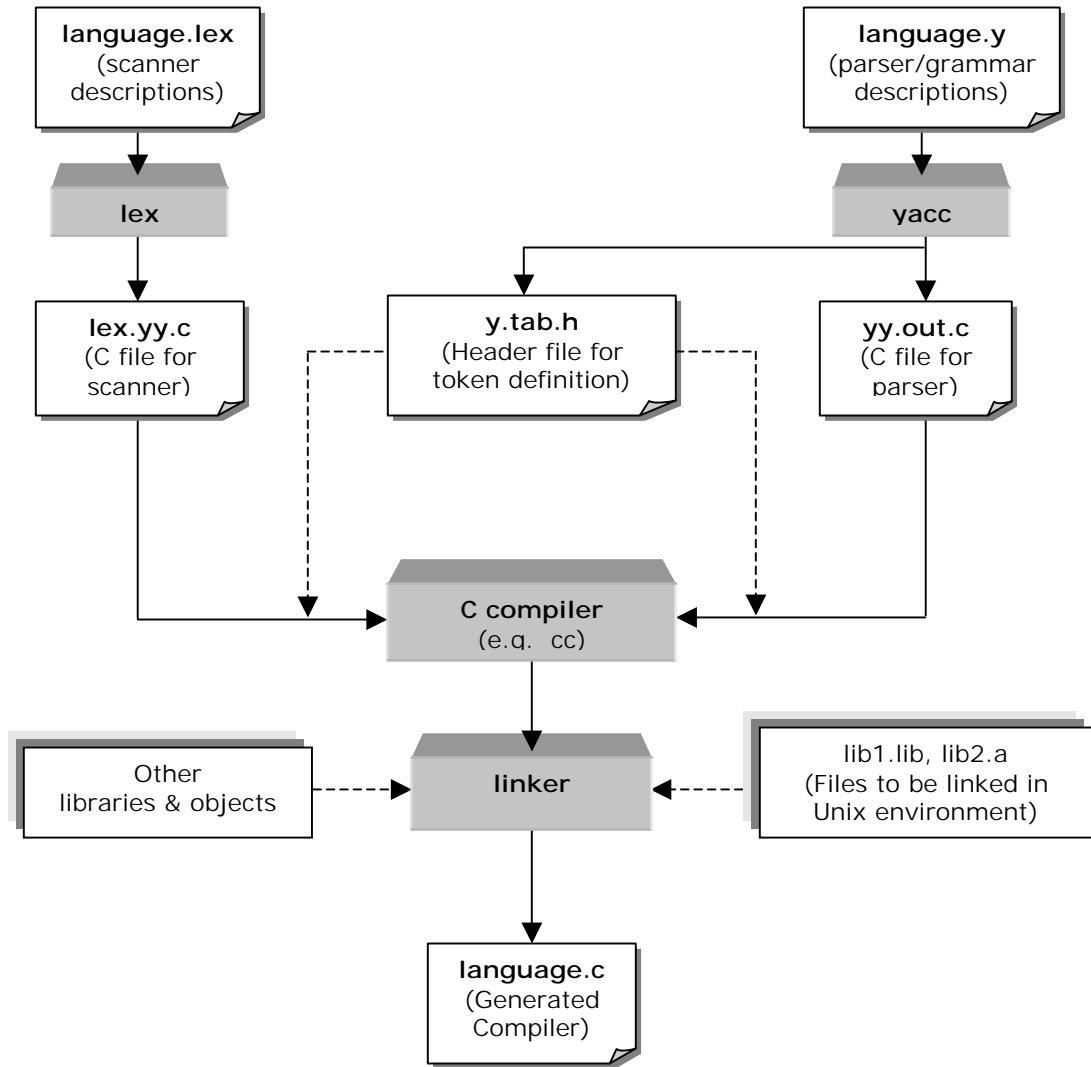 language.lex
(scanner
descriptions)
language.y
(parser/grammar
descriptions)
lex
yacc
lex.yy.c
(C file for
scanner)
y.tab.h
(Header file for
token definition)
yy.out.c
(C file for
parser)
C compiler
(e.g. cc)
Other
libraries & objects
linker
lib1.lib, lib2.a
(Files to be linked in
Unix environment)
language.c
(Generated
Compiler)